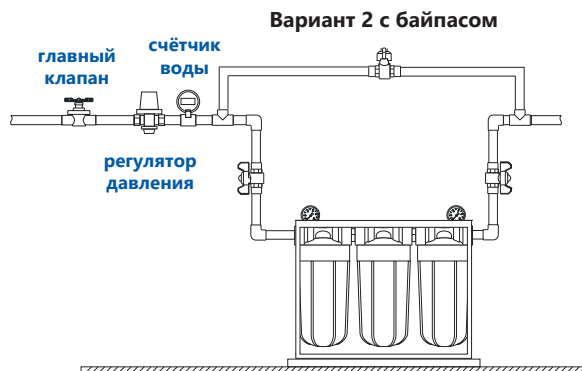 Вариант 2 с байпасом
главный
клапан
счётчик
воды
регулятор
давления